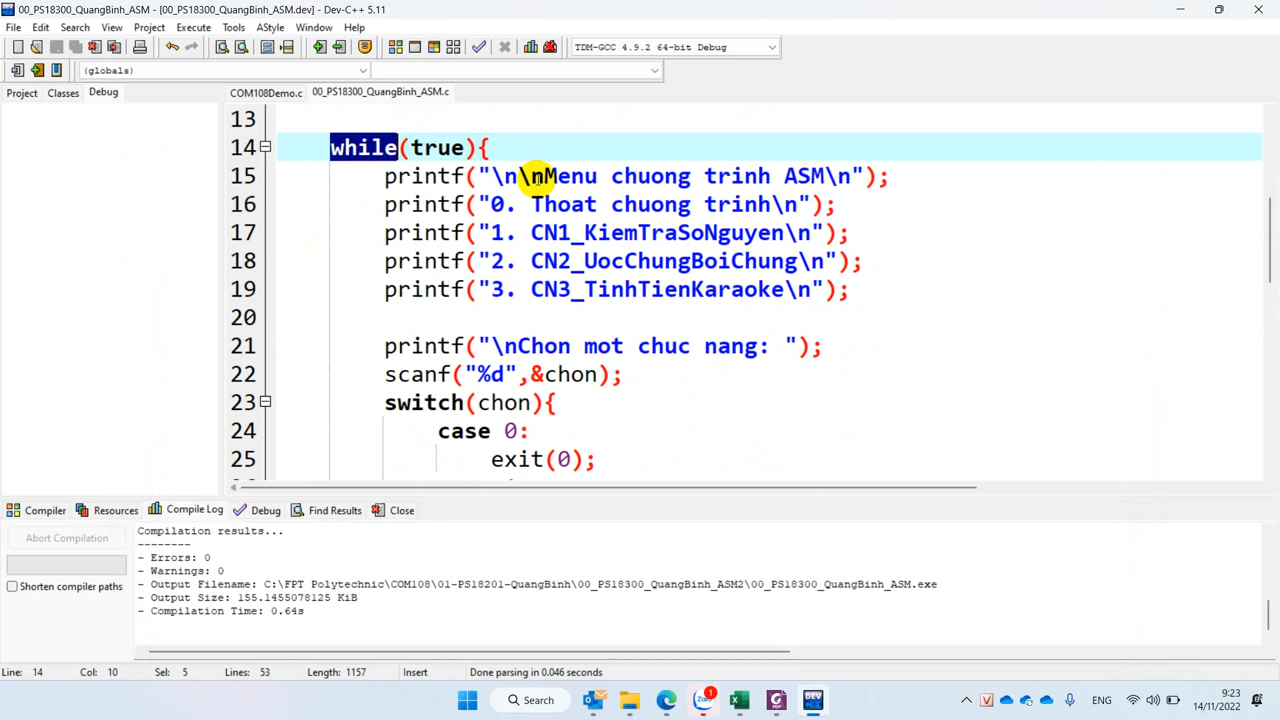 00_PS18300_QuangBinh_ASM - [00_PS18300_QuangBinh_ASM.dev] - Dev-C++ 5.11
File Edit Search View Project Execute Tools AStyle Window Help
TDM-GCC 4.9.2 64-bit Debug
(globals)
Project Classes Debug COM108Demo.c 00_PS18300_QuangBinh_ASM.c
13
14 while(true){
15 printf("\n\nMenu chuong trinh ASM\n");
16 printf("0. Thoat chuong trinh\n");
17 printf("1. CN1_KiemTraSoNguyen\n");
18 printf("2. CN2_UocChungBoiChung\n");
19 printf("3. CN3_TinhTienKaraoke\n");
20
21 printf("\nChon mot chuc nang: ");
22 scanf("%d",&chon);
23 switch(chon){
24 case 0:
25 exit(0);
Compiler Resources Compile Log Debug Find Results Close
Abort Compilation
Shorten compiler paths
Compilation results...
--------
- Errors: 0
- Warnings: 0
- Output Filename: C:\FPT Polytechnic\COM108\01-PS18201-QuangBinh\00_PS18300_QuangBinh_ASM2\00_PS18300_QuangBinh_ASM.exe
- Output Size: 155.1455078125 KiB
- Compilation Time: 0.64s
Line: 14 Col: 10 Sel: 5 Lines: 53 Length: 1157 Insert Done parsing in 0.046 seconds
Search 1 DEV ENG 9:23
14/11/2022